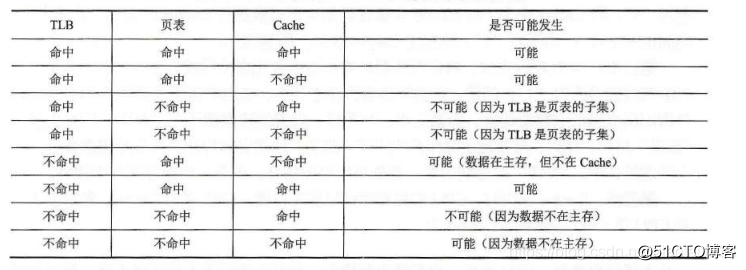 TLB 页表 Cache 是否可能发生
命中 命中 命中 可能
命中 命中 不命中 可能
命中 不命中 命中 不可能（因为 TLB 是页表的子集）
命中 不命中 不命中 不可能（因为 TLB 是页表的子集）
不命中 命中 不命中 可能（数据在主存，但不在 Cache）
不命中 命中 命中 可能
不命中 不命中 命中 不可能（因为数据不在主存）
不命中 不命中 不命中 可能（因为数据不在主存）
@51CTO博客